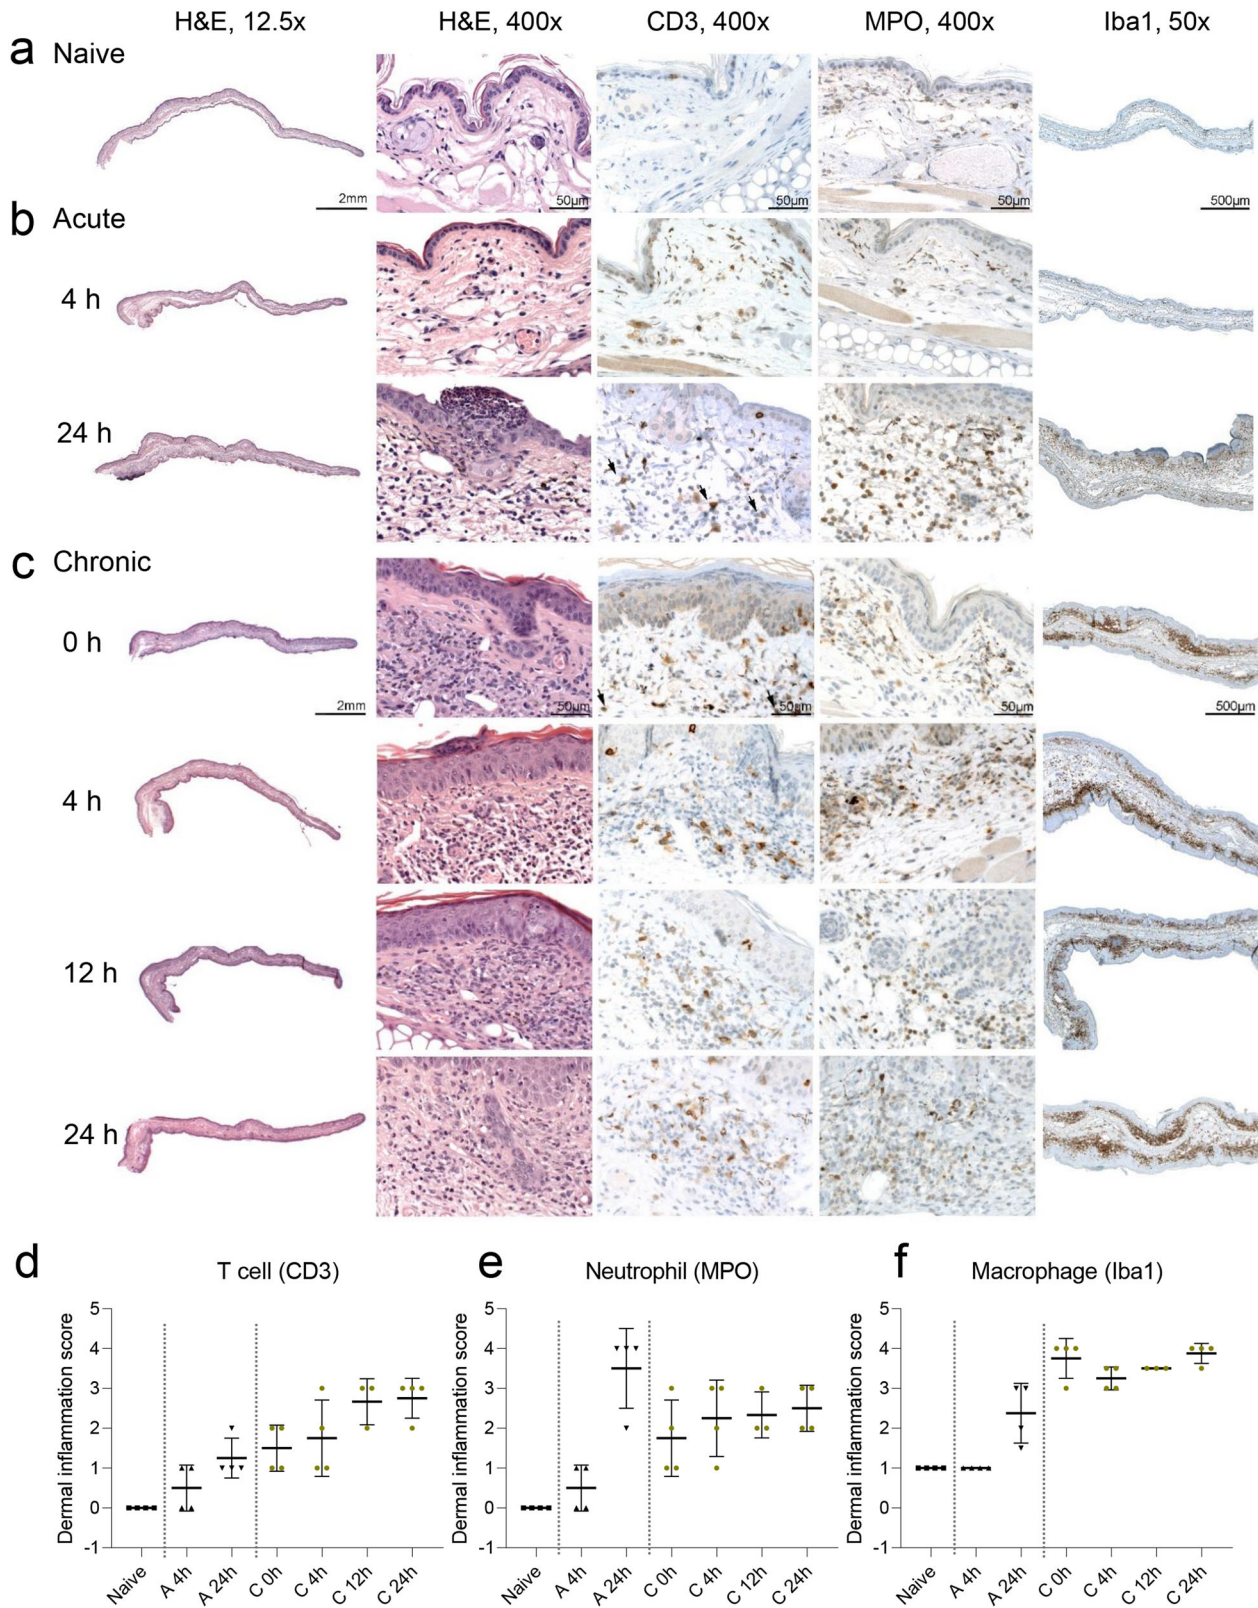 H&E, 12.5x H&E, 400x CD3, 400x MPO, 400x Iba1, 50x
a Naive
2mm 50µm 50µm 50µm 500µm
b Acute
4 h
24 h
c Chronic
0 h
2mm 50µm 50µm 50µm 500µm
4 h
12 h
24 h
d T cell (CD3)
Dermal inflammation score
5
4
3
2
1
0
-1
Naive A 4h A 24h C 0h C 4h C 12h C 24h
e Neutrophil (MPO)
Dermal inflammation score
5
4
3
2
1
0
-1
Naive A 4h A 24h C 0h C 4h C 12h C 24h
f Macrophage (Iba1)
Dermal inflammation score
5
4
3
2
1
0
-1
Naive A 4h A 24h C 0h C 4h C 12h C 24h